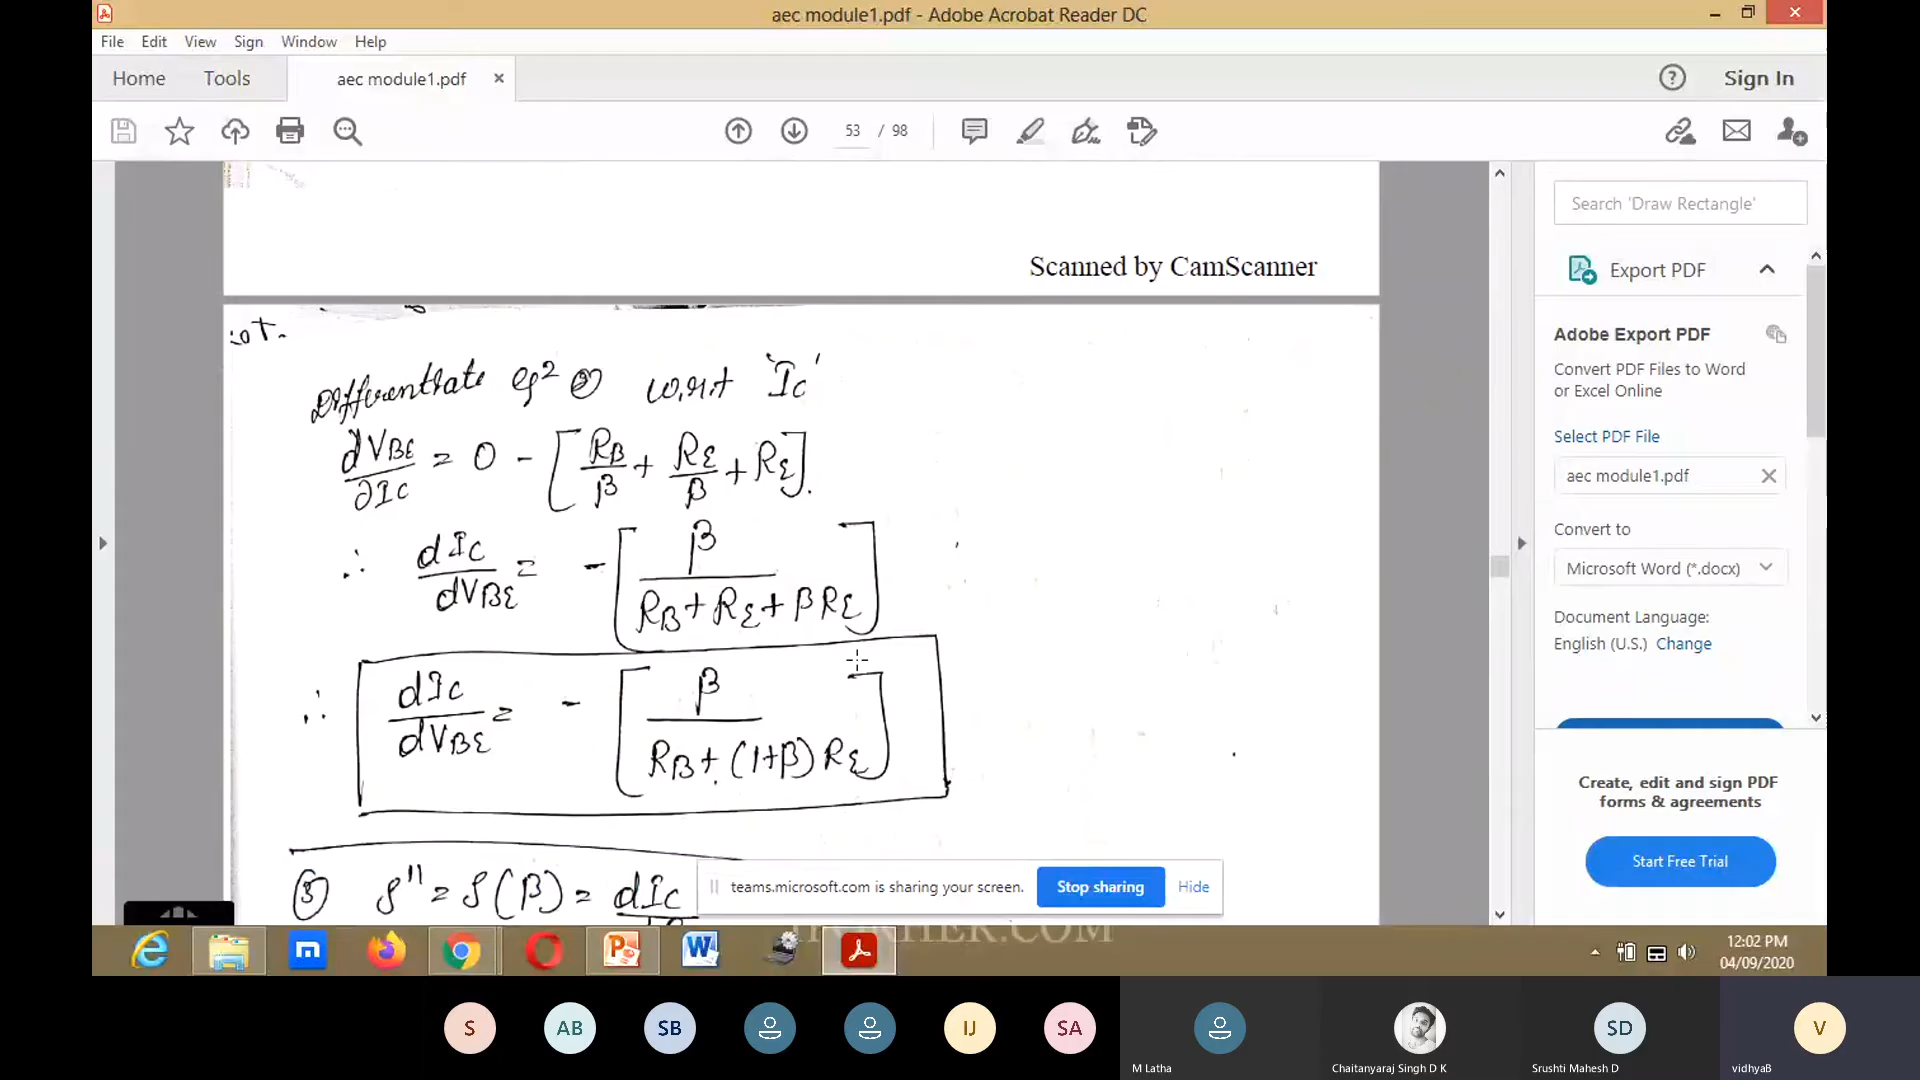 aec module1.pdf - Adobe Acrobat Reader DC
File Edit View Sign Window Help
Home Tools aec module1.pdf × Sign In
53 / 98
Search 'Draw Rectangle'
Scanned by CamScanner
Export PDF
Adobe Export PDF
Convert PDF Files to Word
or Excel Online
Select PDF File
aec module1.pdf
Convert to
Microsoft Word (*.docx)
Document Language:
English (U.S.) Change
Create, edit and sign PDF
forms & agreements
Start Free Trial
Differentiate eqⁿ ② w.r.t 'Ic'
dVBE/∂Ic = 0 - [RB/β + RE/β + RE].
∴ dIc/dVBE = - [β / RB + RE + βRE]
∴ dIc/dVBE = - [β / RB + (1+β) RE]
③ S'' = S(β) = dIc
teams.microsoft.com is sharing your screen. Stop sharing Hide
12:02 PM
04/09/2020
S AB SB IJ SA SD V
M Latha Chaitanyaraj Singh D K Srushti Mahesh D vidhyaB